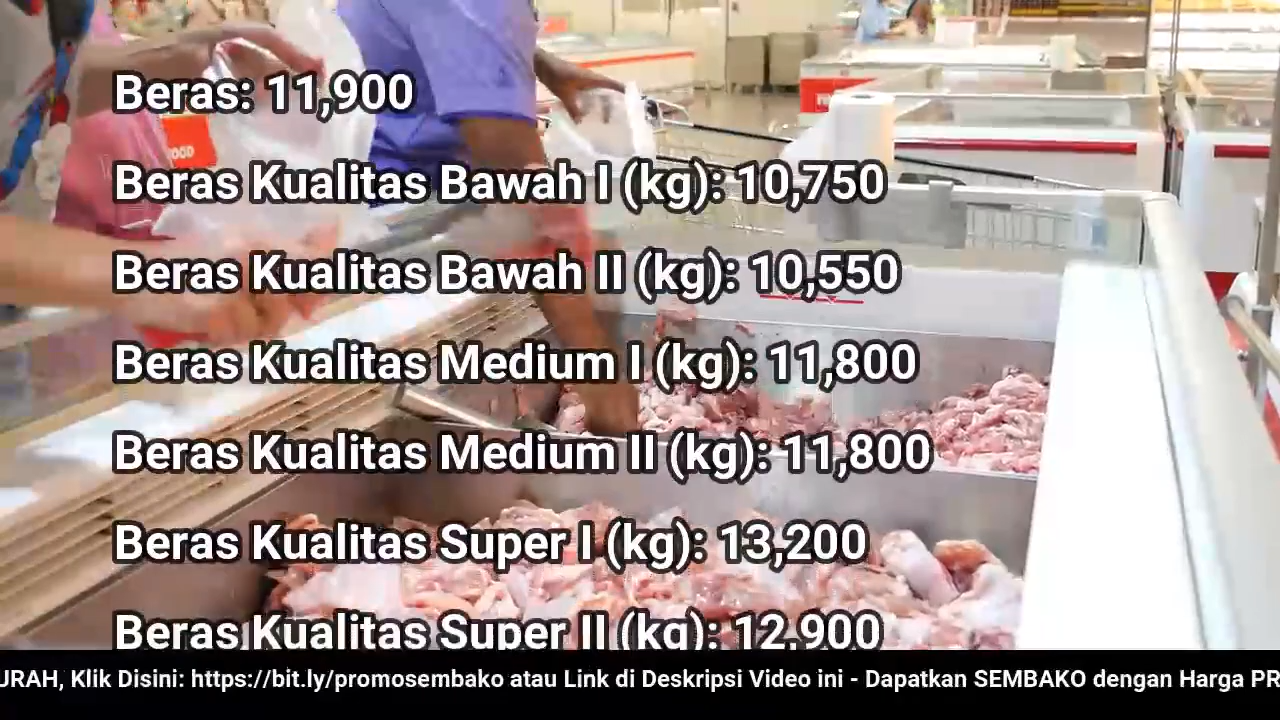 Beras: 11,900
Beras Kualitas Bawah I (kg): 10,750
Beras Kualitas Bawah II (kg): 10,550
Beras Kualitas Medium I (kg): 11,800
Beras Kualitas Medium II (kg): 11,800
Beras Kualitas Super I (kg): 13,200
Beras Kualitas Super II (kg): 12,900
URAH, Klik Disini: https://bit.ly/promosembako atau Link di Deskripsi Video ini - Dapatkan SEMBAKO dengan Harga PR